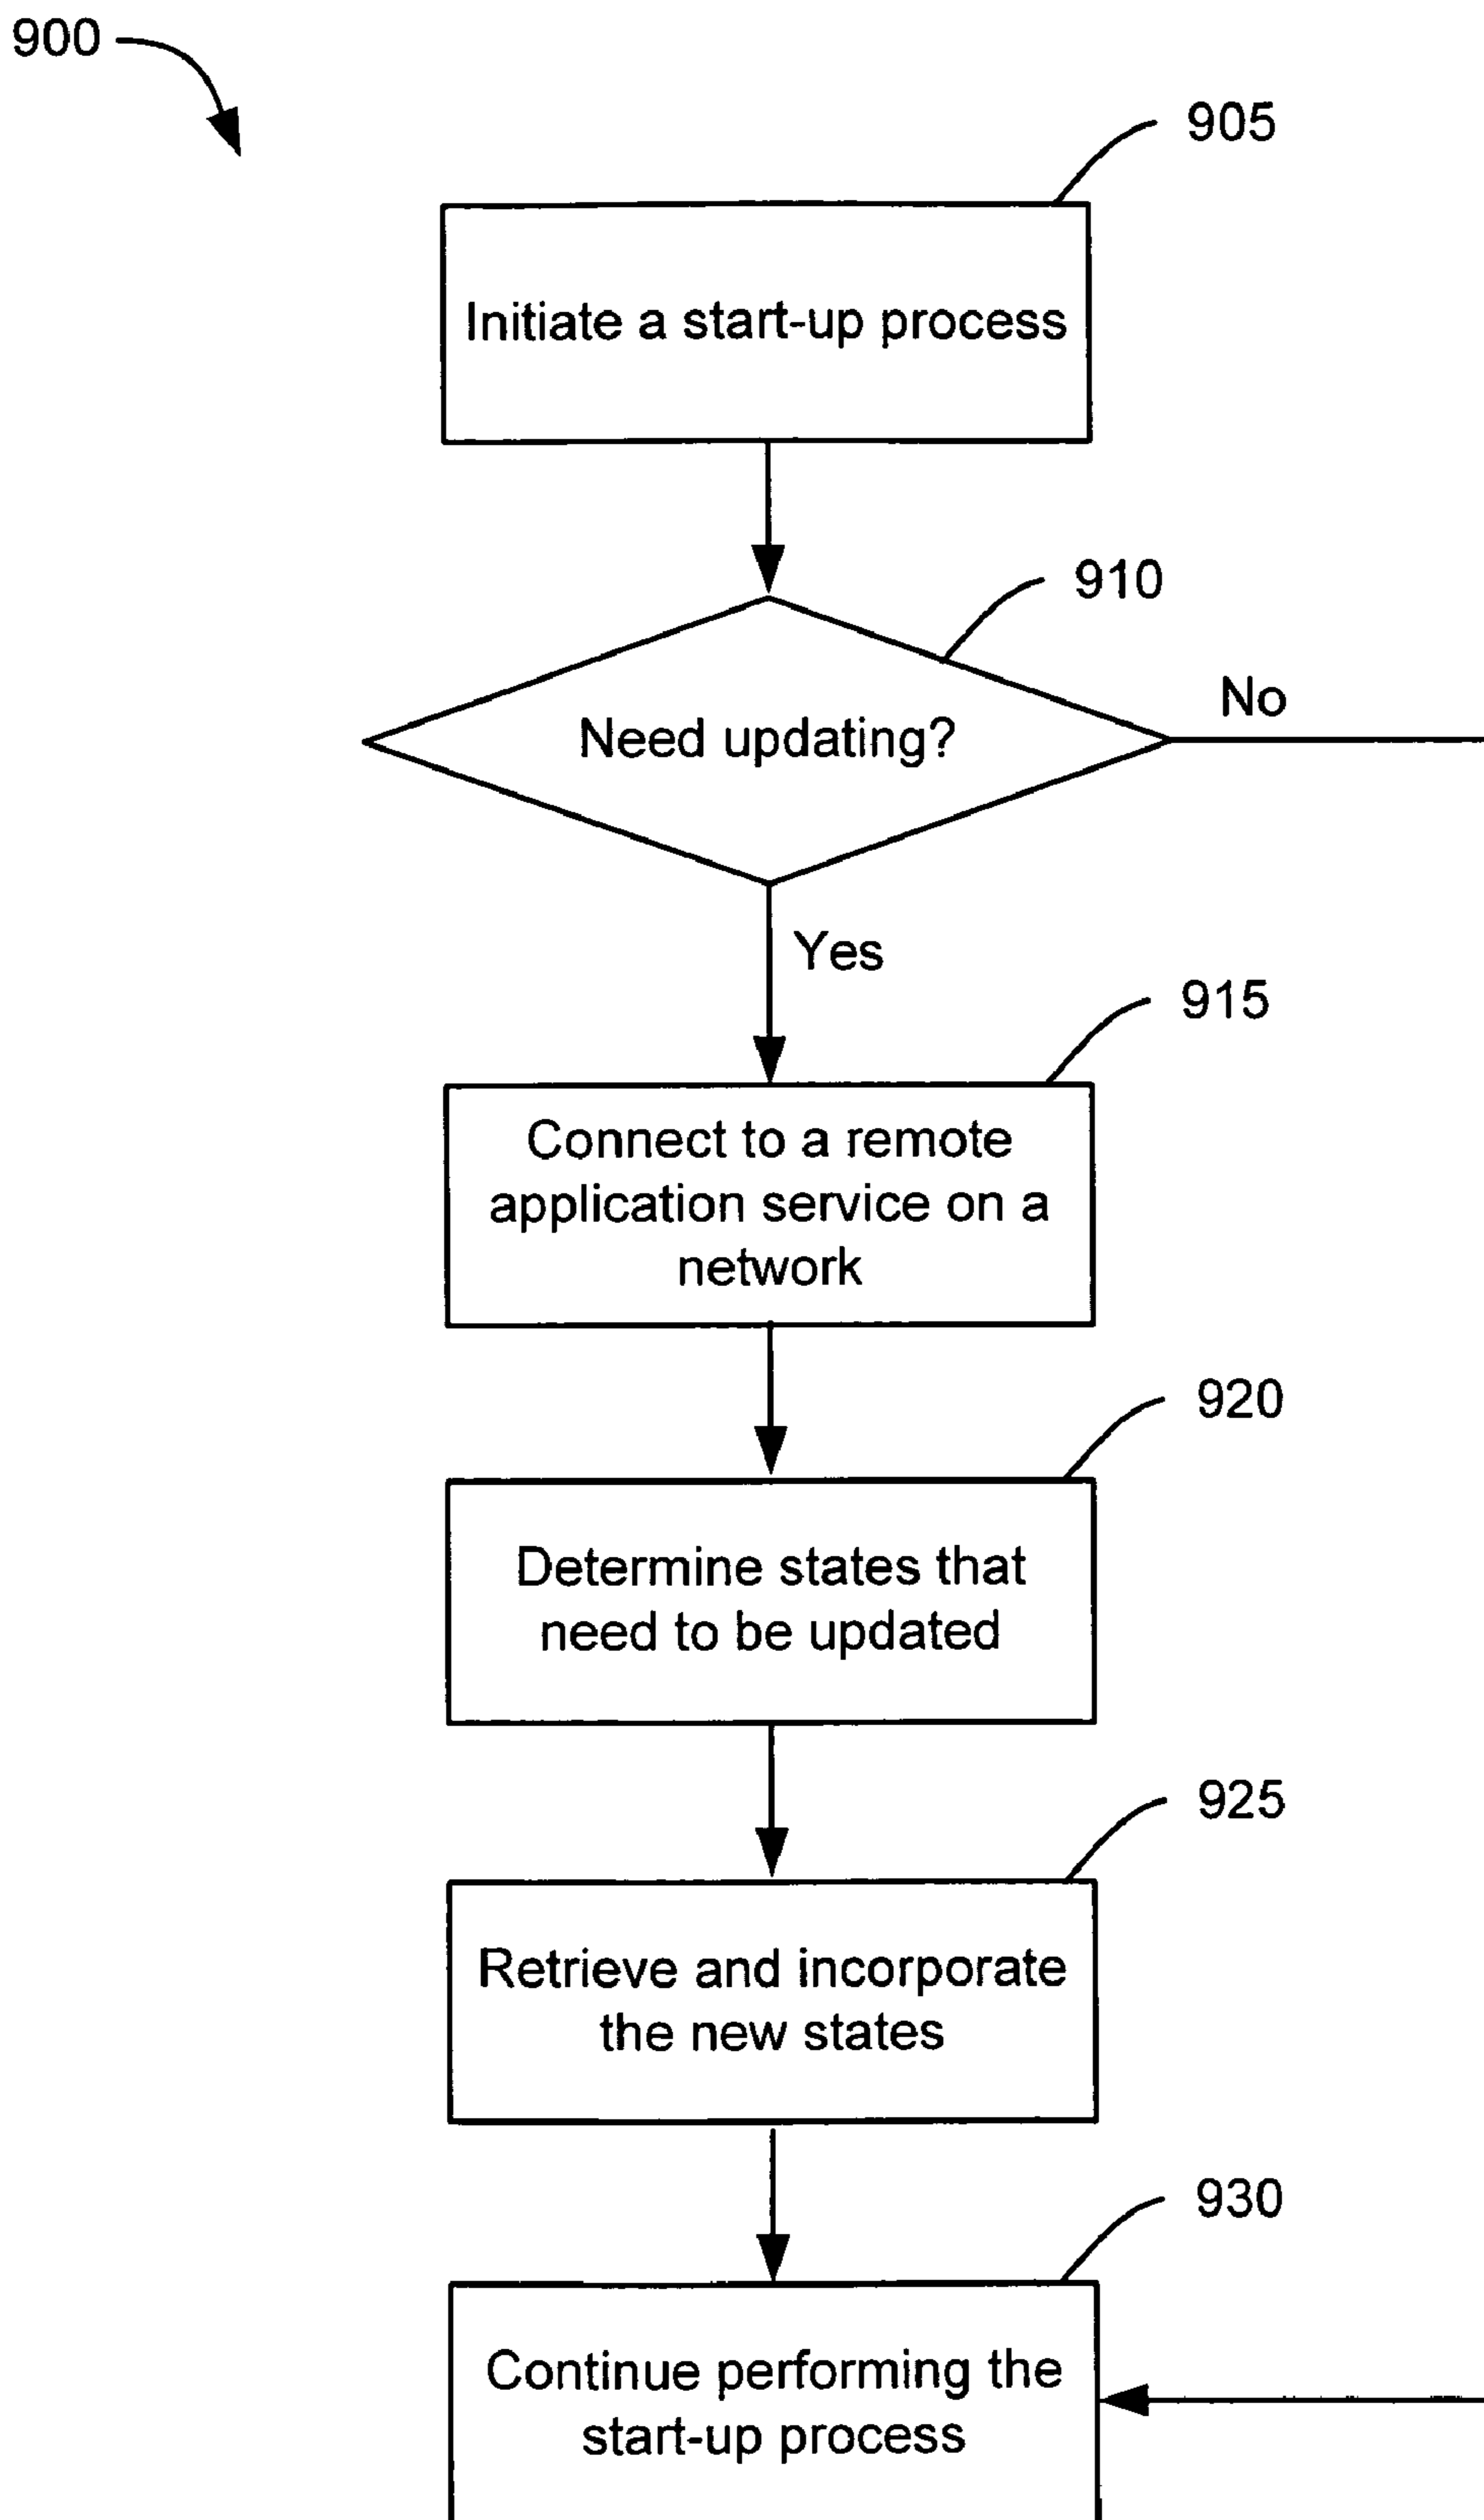 900
905
Initiate a start-up process
910
Need updating?
No
Yes
915
Connect to a remote
application service on a
network
920
Determine states that
need to be updated
925
Retrieve and incorporate
the new states
930
Continue performing the
start-up process